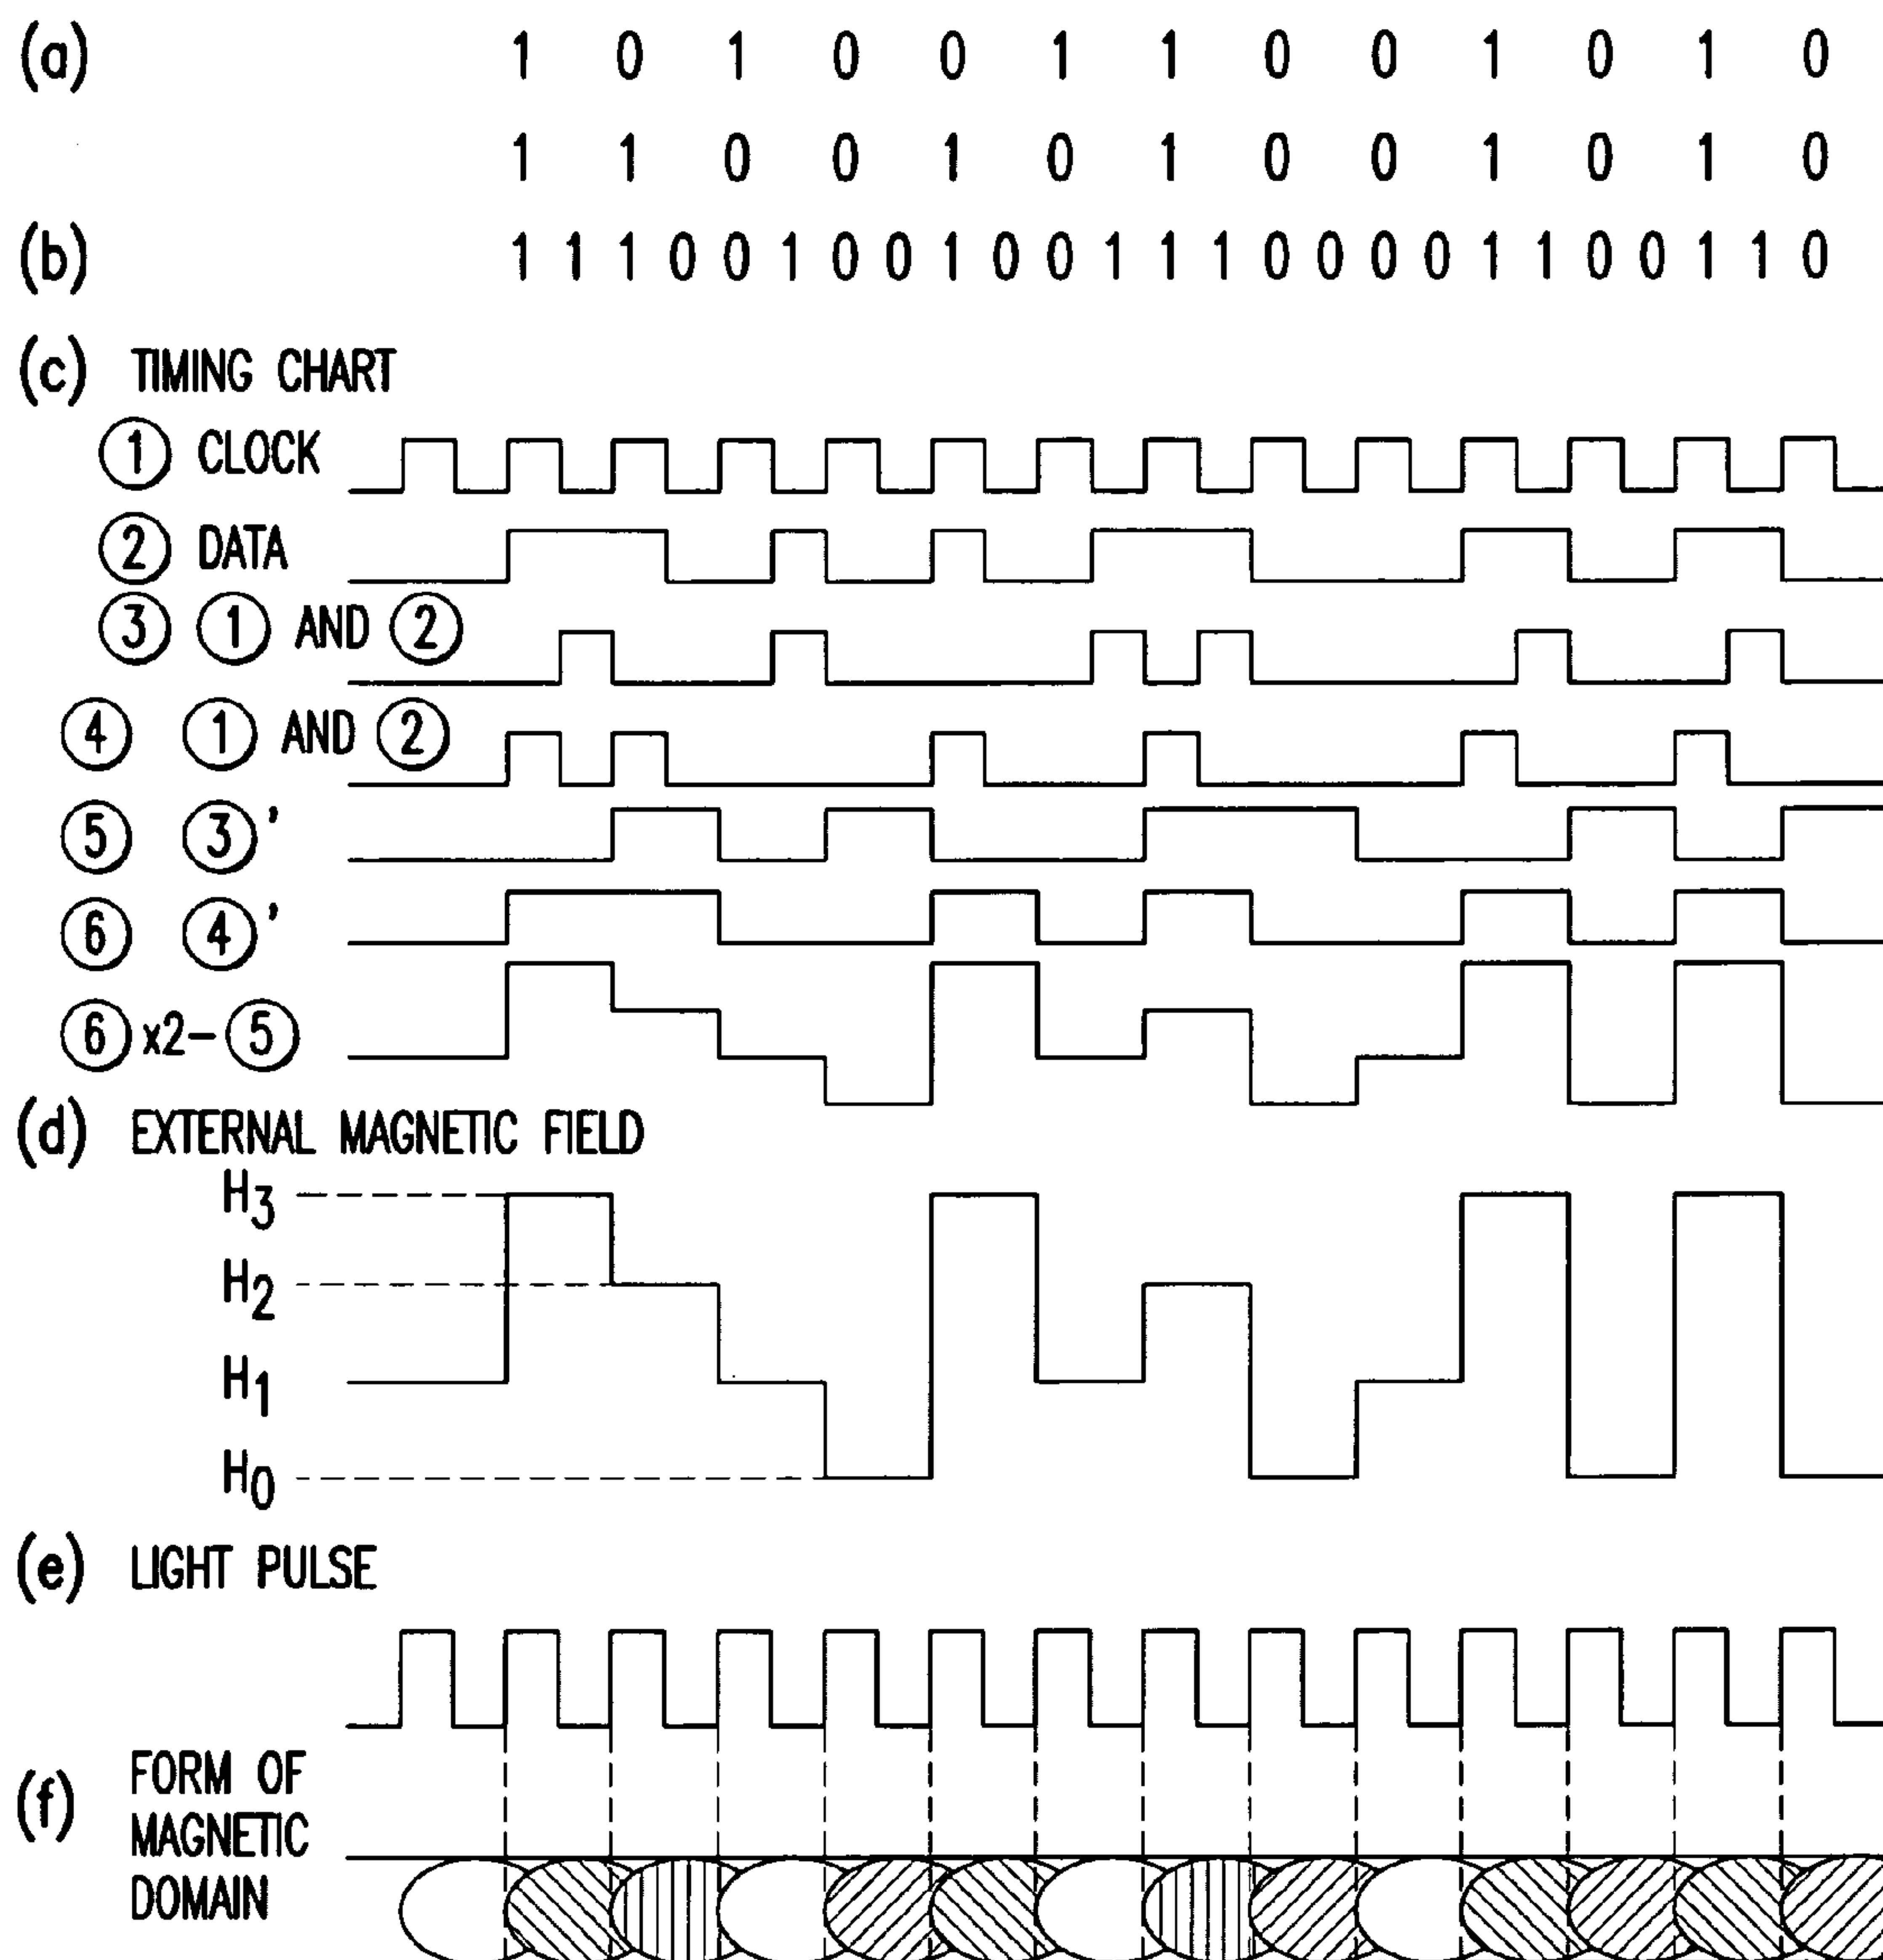 (a) 1 0 1 0 0 1 1 0 0 1 0 1 0
1 1 0 0 1 0 1 0 0 1 0 1 0
(b) 1 1 1 0 0 1 0 0 1 0 0 1 1 1 0 0 0 0 1 1 0 0 1 1 0
(c) TIMING CHART
① CLOCK
② DATA
③ ① AND ②
④ ① AND ②
⑤ ③'
⑥ ④'
⑥x2-⑤
(d) EXTERNAL MAGNETIC FIELD
H3
H2
H1
H0
(e) LIGHT PULSE
(f) FORM OF
MAGNETIC
DOMAIN